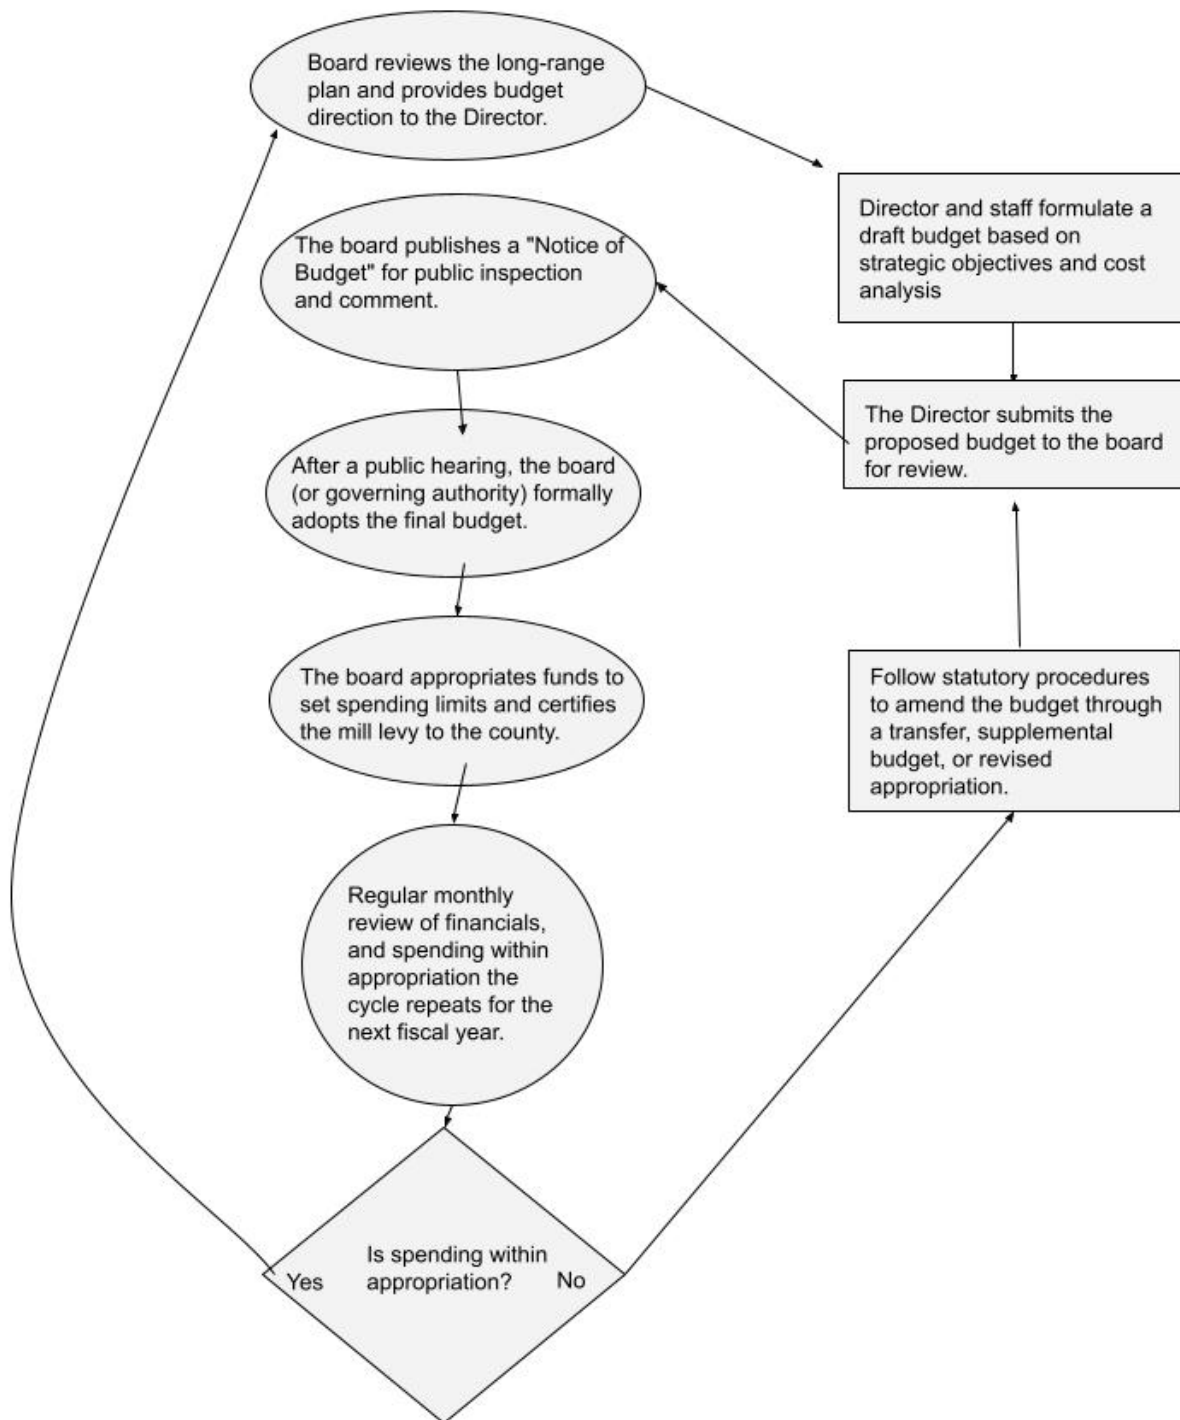 Board reviews the long-range
plan and provides budget
direction to the Director.
Director and staff formulate a
draft budget based on
strategic objectives and cost
analysis
The Director submits the
proposed budget to the board
for review.
The board publishes a "Notice of
Budget" for public inspection
and comment.
After a public hearing, the board
(or governing authority) formally
adopts the final budget.
The board appropriates funds to
set spending limits and certifies
the mill levy to the county.
Regular monthly
review of financials,
and spending within
appropriation the
cycle repeats for the
next fiscal year.
Is spending within
appropriation?
Yes
No
Follow statutory procedures
to amend the budget through
a transfer, supplemental
budget, or revised
appropriation.